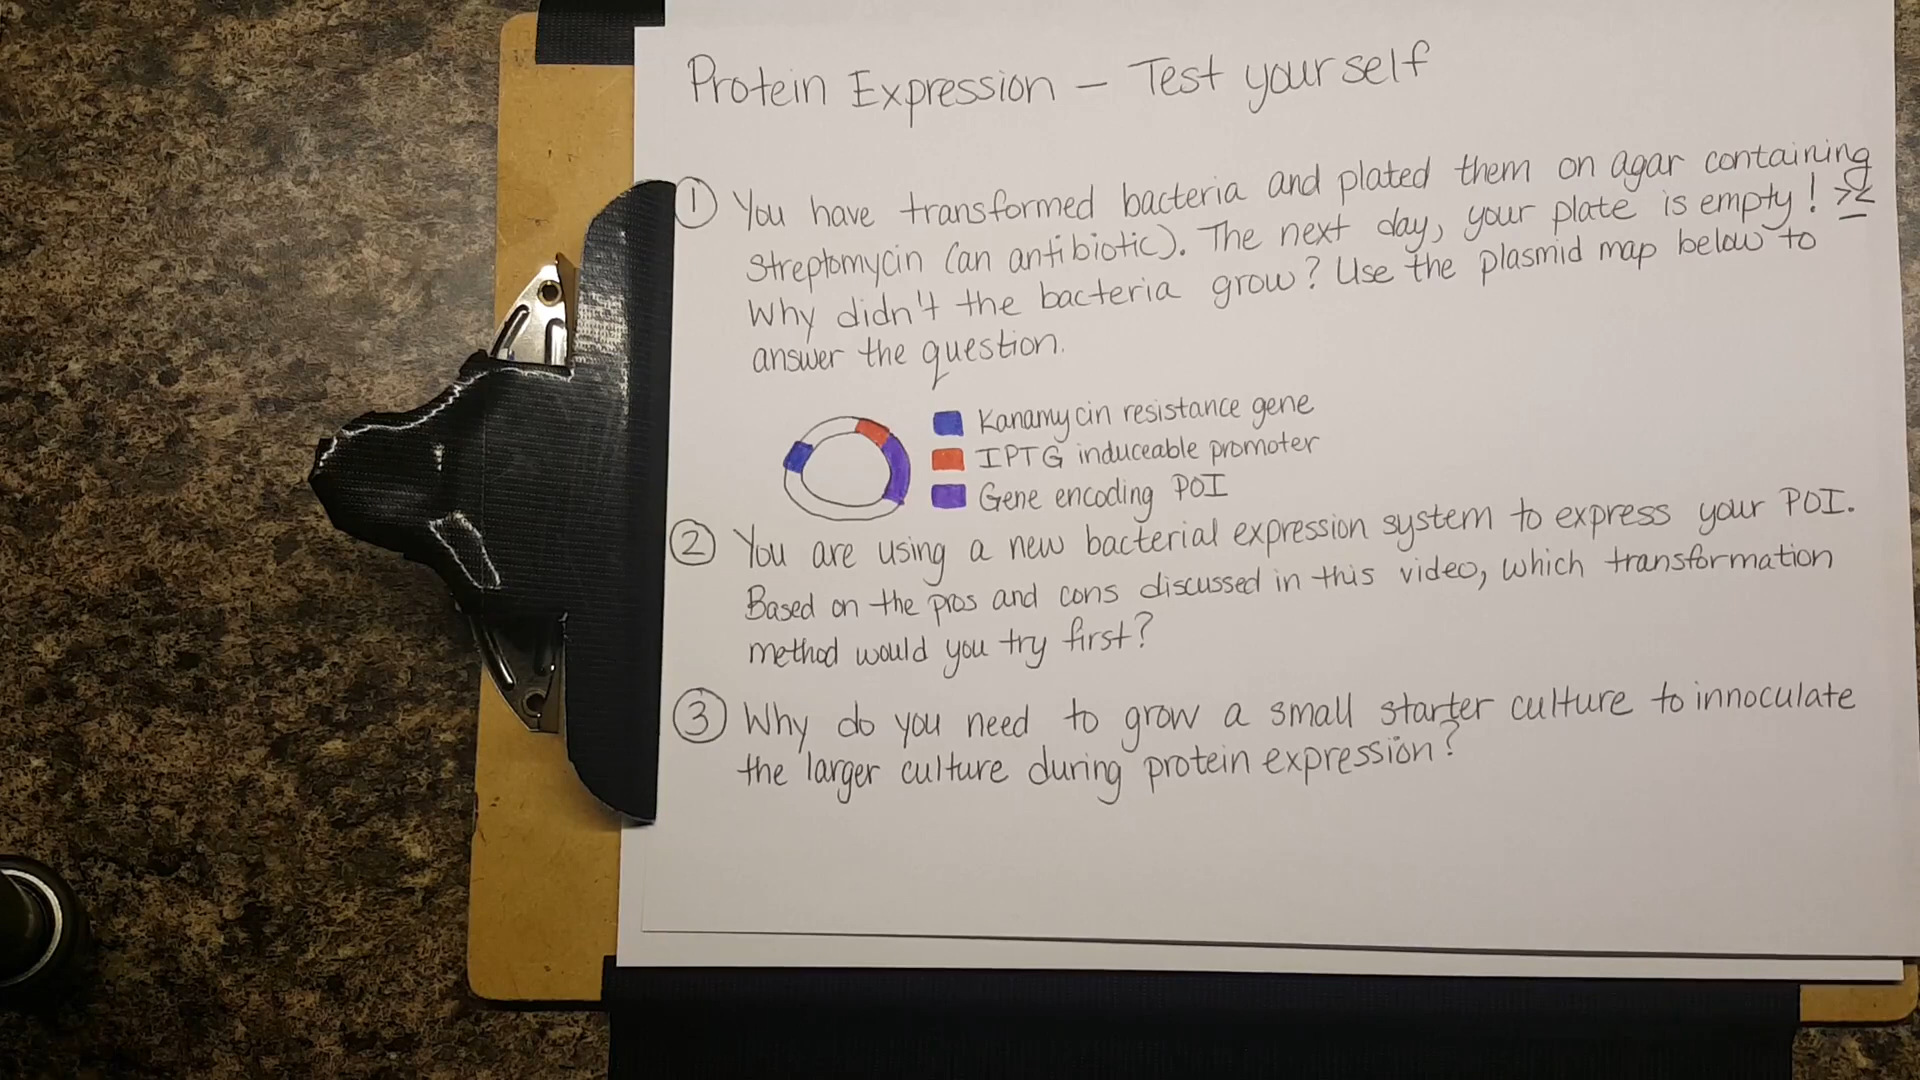 Protein Expression – Test yourself
① You have transformed bacteria and plated them on agar containing
streptomycin (an antibiotic). The next day, your plate is empty! >_<
Why didn't the bacteria grow? Use the plasmid map below to
answer the question.
Kanamycin resistance gene
IPTG induceable promoter
Gene encoding POI
② You are using a new bacterial expression system to express your POI.
Based on the pros and cons discussed in this video, which transformation
method would you try first?
③ Why do you need to grow a small starter culture to innoculate
the larger culture during protein expression?